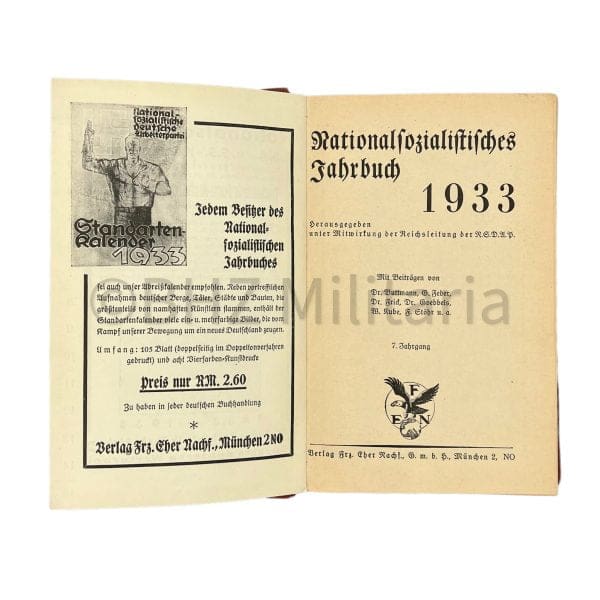 National-
sozialistische
deutsche
Arbeiterpartei
Standarten-
Kalender
1933
Jedem Besitzer des
National-
sozialistischen
Jahrbuches
sei auch unser Abreißkalender empfohlen. Neben vortrefflichen
Aufnahmen deutscher Berge, Täler, Städte und Bauten, die
größtenteils von namhaften Künstlern stammen, enthält der
Standartenkalender viele ein- u. mehrfarbige Bilder, die vom
Kampf unserer Bewegung um ein neues Deutschland zeugen.
Umfang: 105 Blatt (doppelseitig im Doppeltonverfahren
gedruckt) und acht Vierfarben-Kunstdrucke
Preis nur RM. 2.60
Zu haben in jeder deutschen Buchhandlung
*
Verlag Frz. Eher Nachf., München 2 NO
Nationalsozialistisches
Jahrbuch
1933
Herausgegeben
unter Mitwirkung der Reichsleitung der N.S.D.A.P.
Mit Beiträgen von
Dr. Buttmann, G. Feder,
Dr. Frick, Dr. Goebbels,
W. Kube, F. Stöhr u. a.
7. Jahrgang
F
E N
Verlag Frz. Eher Nachf., G. m. b. H., München 2, NO
Militaria